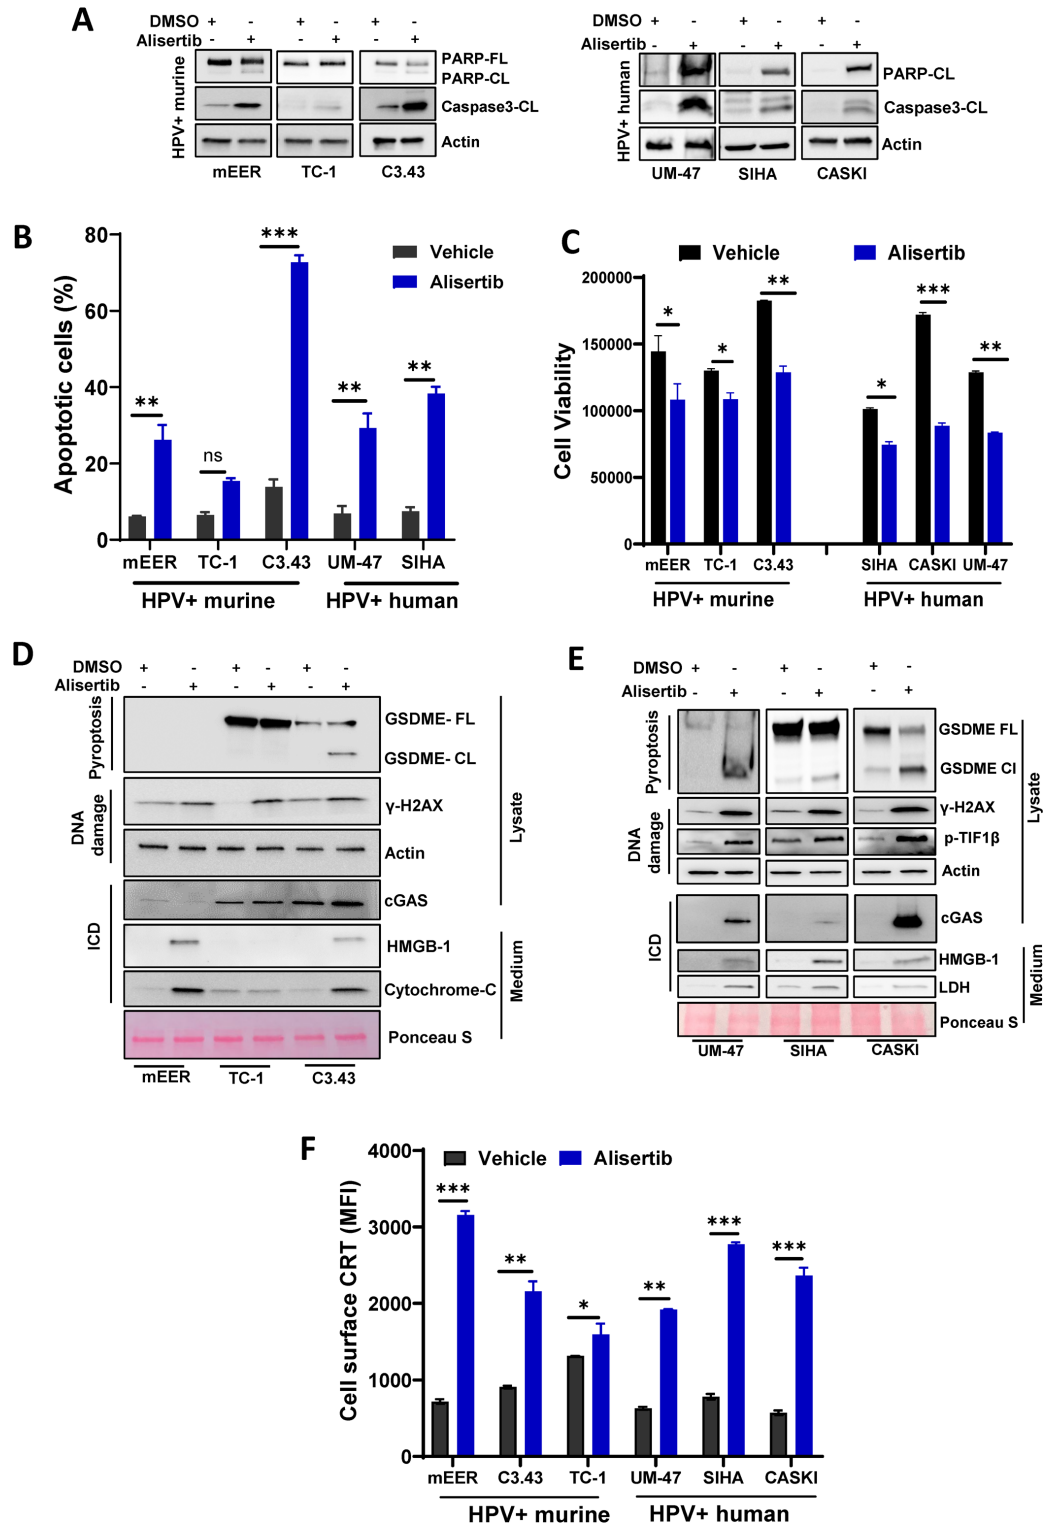 A
DMSO + - + - + -
Alisertib - + - + - +
HPV+ murine
PARP-FL
PARP-CL
Caspase3-CL
Actin
mEER TC-1 C3.43
DMSO + - + - + -
Alisertib - + - + - +
HPV+ human
PARP-CL
Caspase3-CL
Actin
UM-47 SIHA CASKI
B
Apoptotic cells (%)
80
60
40
20
0
Vehicle
Alisertib
** ns *** ** **
mEER TC-1 C3.43 UM-47 SIHA
HPV+ murine HPV+ human
C
Vehicle Alisertib
Cell Viability
200000
150000
100000
50000
0
* * ** * *** **
mEER TC-1 C3.43 SIHA CASKI UM-47
HPV+ murine HPV+ human
D
DMSO + - + - + -
Alisertib - + - + - +
Pyroptosis
GSDME- FL
GSDME- CL
DNA damage
γ-H2AX
Actin
Lysate
ICD
cGAS
HMGB-1
Cytochrome-C
Ponceau S
Medium
mEER TC-1 C3.43
E
DMSO + - + - + -
Alisertib - + - + - +
Pyroptosis
GSDME FL
GSDME Cl
DNA damage
γ-H2AX
p-TIF1β
Actin
Lysate
ICD
cGAS
HMGB-1
LDH
Ponceau S
Medium
UM-47 SIHA CASKI
F
Vehicle Alisertib
Cell surface CRT (MFI)
4000
3000
2000
1000
0
*** ** * ** *** ***
mEER C3.43 TC-1 UM-47 SIHA CASKI
HPV+ murine HPV+ human